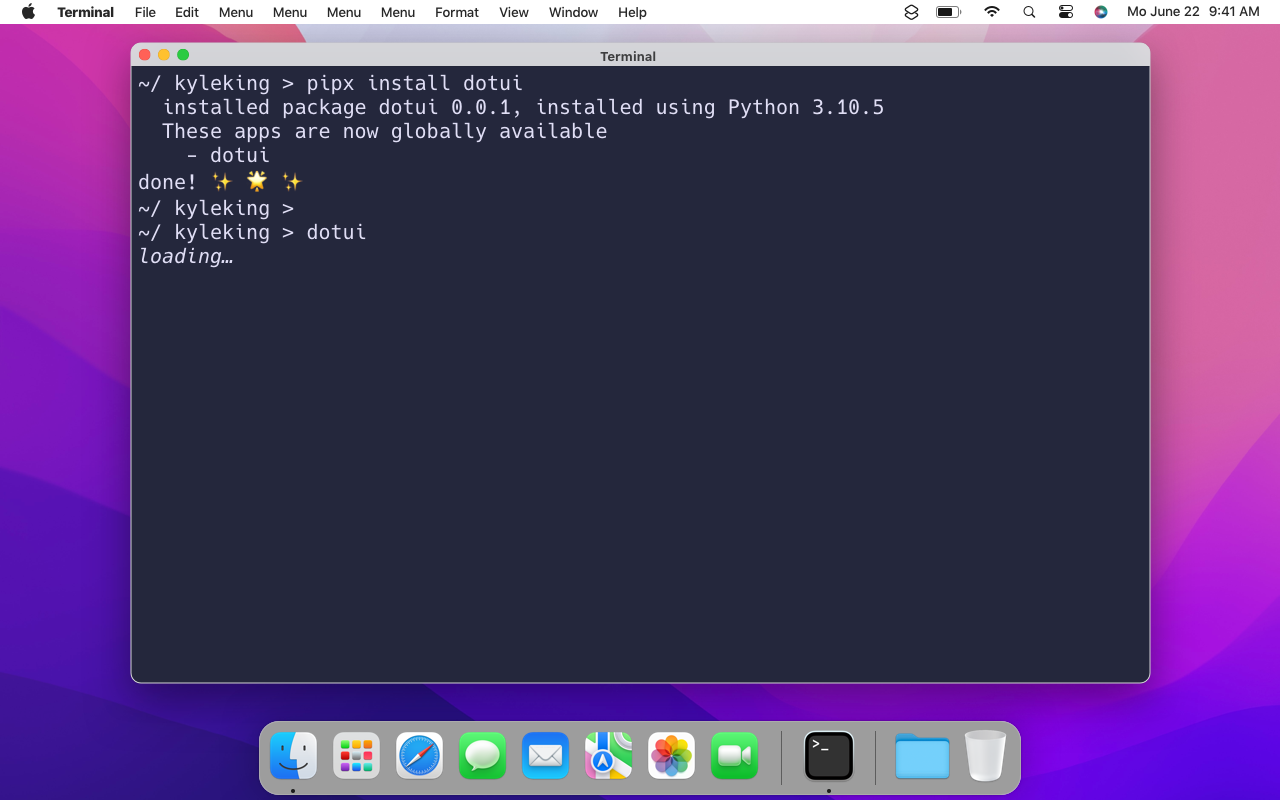 Terminal File Edit Menu Menu Menu Menu Format View Window Help Mo June 22 9:41 AM
Terminal
~/ kyleking > pipx install dotui
installed package dotui 0.0.1, installed using Python 3.10.5
These apps are now globally available
- dotui
done! ✨ 🌟 ✨
~/ kyleking >
~/ kyleking > dotui
loading…
>_